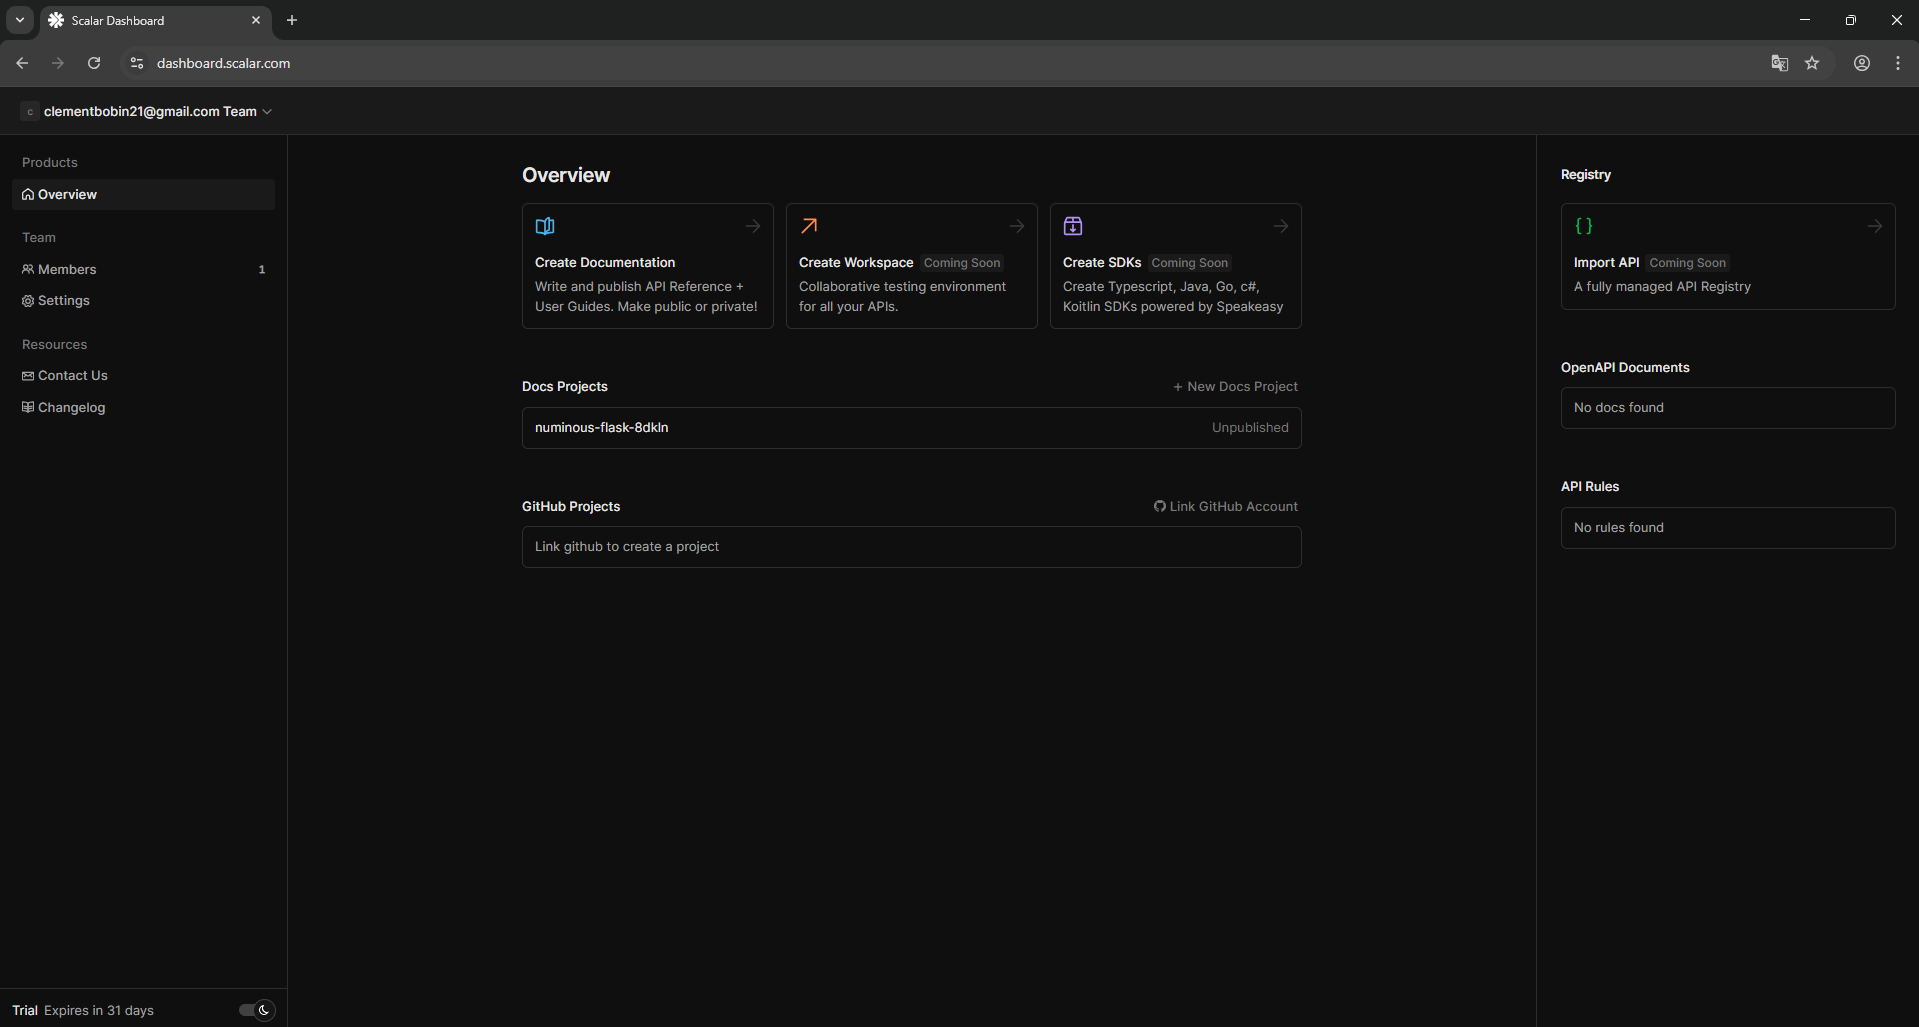 Scalar Dashboard
dashboard.scalar.com
c clementbobin21@gmail.com Team
Products
Overview
Team
Members 1
Settings
Resources
Contact Us
Changelog
Trial Expires in 31 days
Overview
Create Documentation
Write and publish API Reference +
User Guides. Make public or private!
Create Workspace Coming Soon
Collaborative testing environment
for all your APIs.
Create SDKs Coming Soon
Create Typescript, Java, Go, c#,
Koitlin SDKs powered by Speakeasy
Docs Projects + New Docs Project
numinous-flask-8dkln Unpublished
GitHub Projects Link GitHub Account
Link github to create a project
Registry
{ }
Import API Coming Soon
A fully managed API Registry
OpenAPI Documents
No docs found
API Rules
No rules found